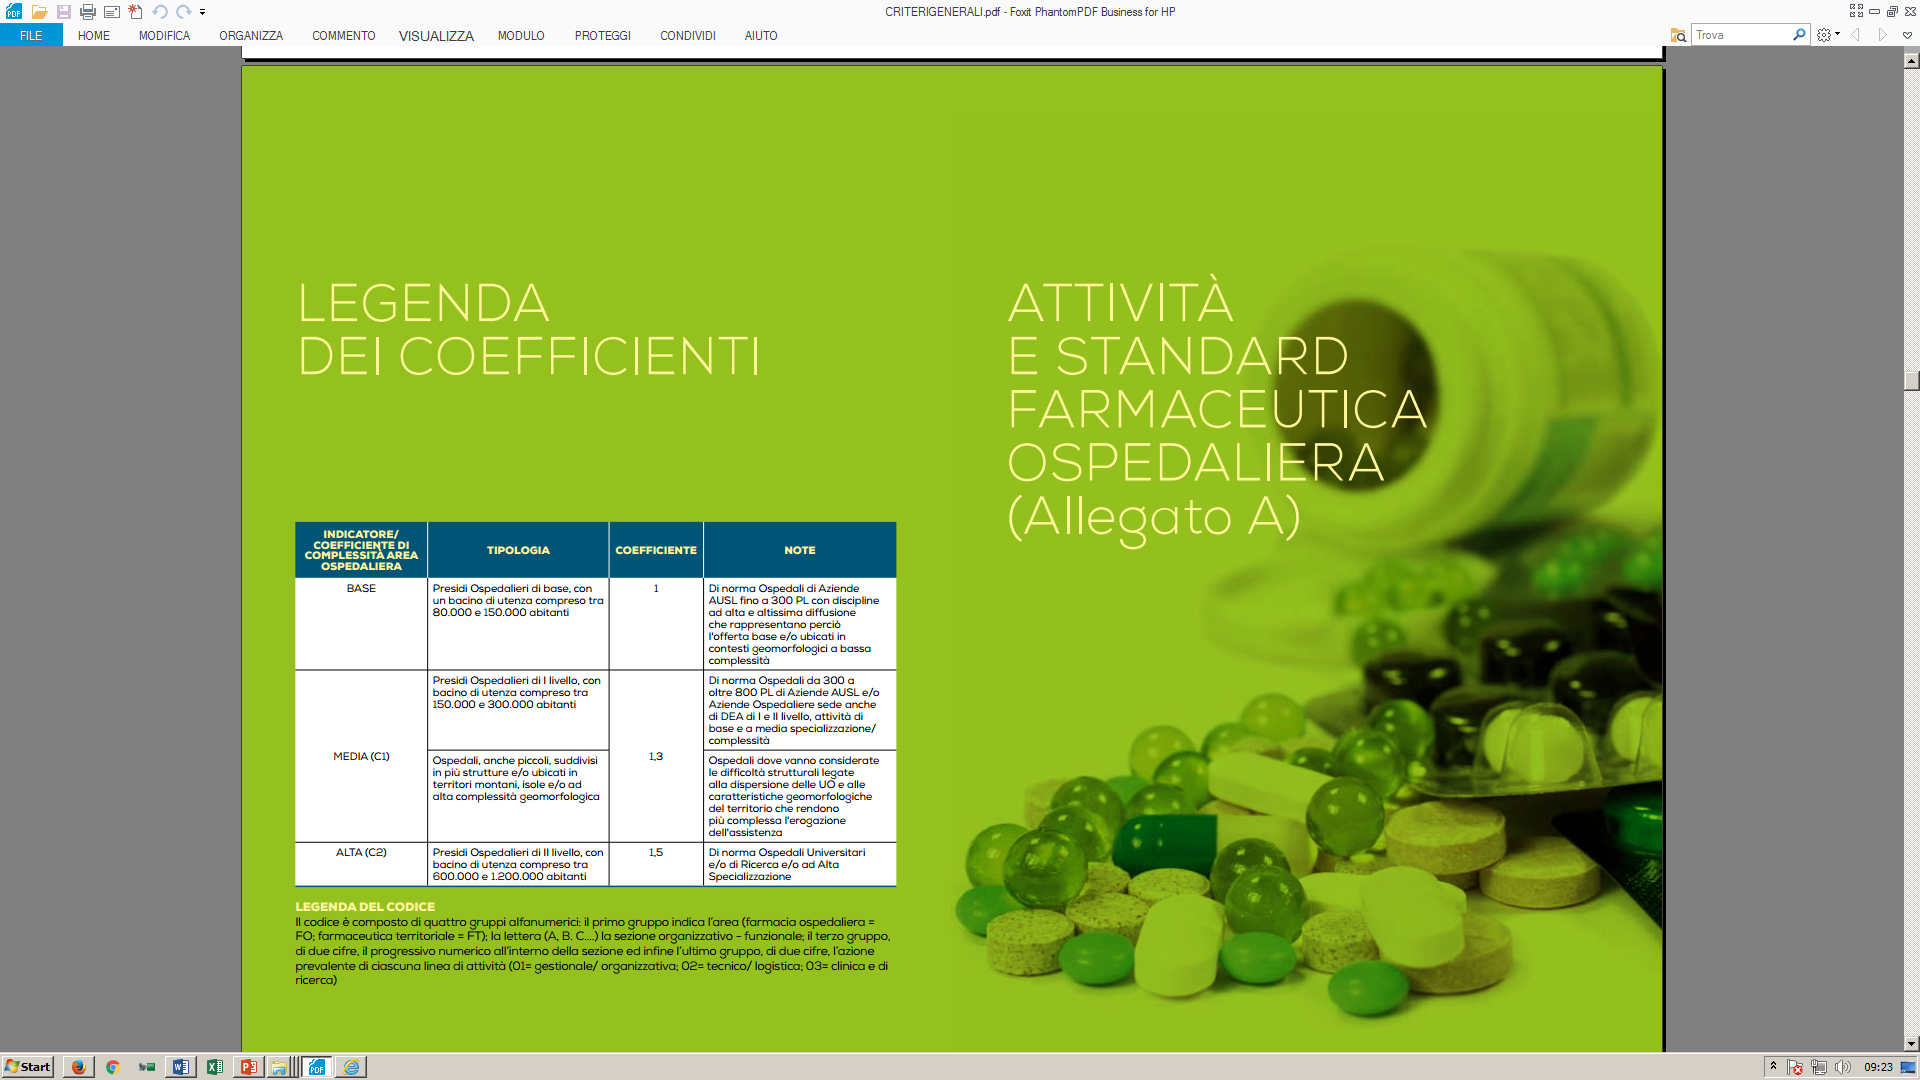 CRITERIGENERALI.pdf - Foxit PhantomPDF Business for HP
FILE HOME MODIFICA ORGANIZZA COMMENTO VISUALIZZA MODULO PROTEGGI CONDIVIDI AIUTO
Trova
LEGENDA
DEI COEFFICIENTI
INDICATORE/
COEFFICIENTE DI
COMPLESSITÀ AREA
OSPEDALIERA
TIPOLOGIA
COEFFICIENTE
NOTE
BASE
Presidi Ospedalieri di base, con
un bacino di utenza compreso tra
80.000 e 150.000 abitanti
1
Di norma Ospedali di Aziende
AUSL fino a 300 PL con discipline
ad alta e altissima diffusione
che rappresentano perciò
l'offerta base e/o ubicati in
contesti geomorfologici a bassa
complessità
MEDIA (C1)
Presidi Ospedalieri di I livello, con
bacino di utenza compreso tra
150.000 e 300.000 abitanti
1,3
Di norma Ospedali da 300 a
oltre 800 PL di Aziende AUSL e/o
Aziende Ospedaliere sede anche
di DEA di I e II livello, attività di
base e a media specializzazione/
complessità
Ospedali, anche piccoli, suddivisi
in più strutture e/o ubicati in
territori montani, isole e/o ad
alta complessità geomorfologica
Ospedali dove vanno considerate
le difficoltà strutturali legate
alla dispersione delle UO e alle
caratteristiche geomorfologiche
del territorio che rendono
più complessa l'erogazione
dell'assistenza
ALTA (C2)
Presidi Ospedalieri di II livello, con
bacino di utenza compreso tra
600.000 e 1.200.000 abitanti
1,5
Di norma Ospedali Universitari
e/o di Ricerca e/o ad Alta
Specializzazione
LEGENDA DEL CODICE
Il codice è composto di quattro gruppi alfanumerici: il primo gruppo indica l'area (farmacia ospedaliera =
FO; farmaceutica territoriale = FT); la lettera (A, B. C....) la sezione organizzativo - funzionale; il terzo gruppo,
di due cifre, il progressivo numerico all'interno della sezione ed infine l'ultimo gruppo, di due cifre, l'azione
prevalente di ciascuna linea di attività (01= gestionale/ organizzativa; 02= tecnico/ logistica; 03= clinica e di
ricerca)
ATTIVITÀ
E STANDARD
FARMACEUTICA
OSPEDALIERA
(Allegato A)
Start
09:23